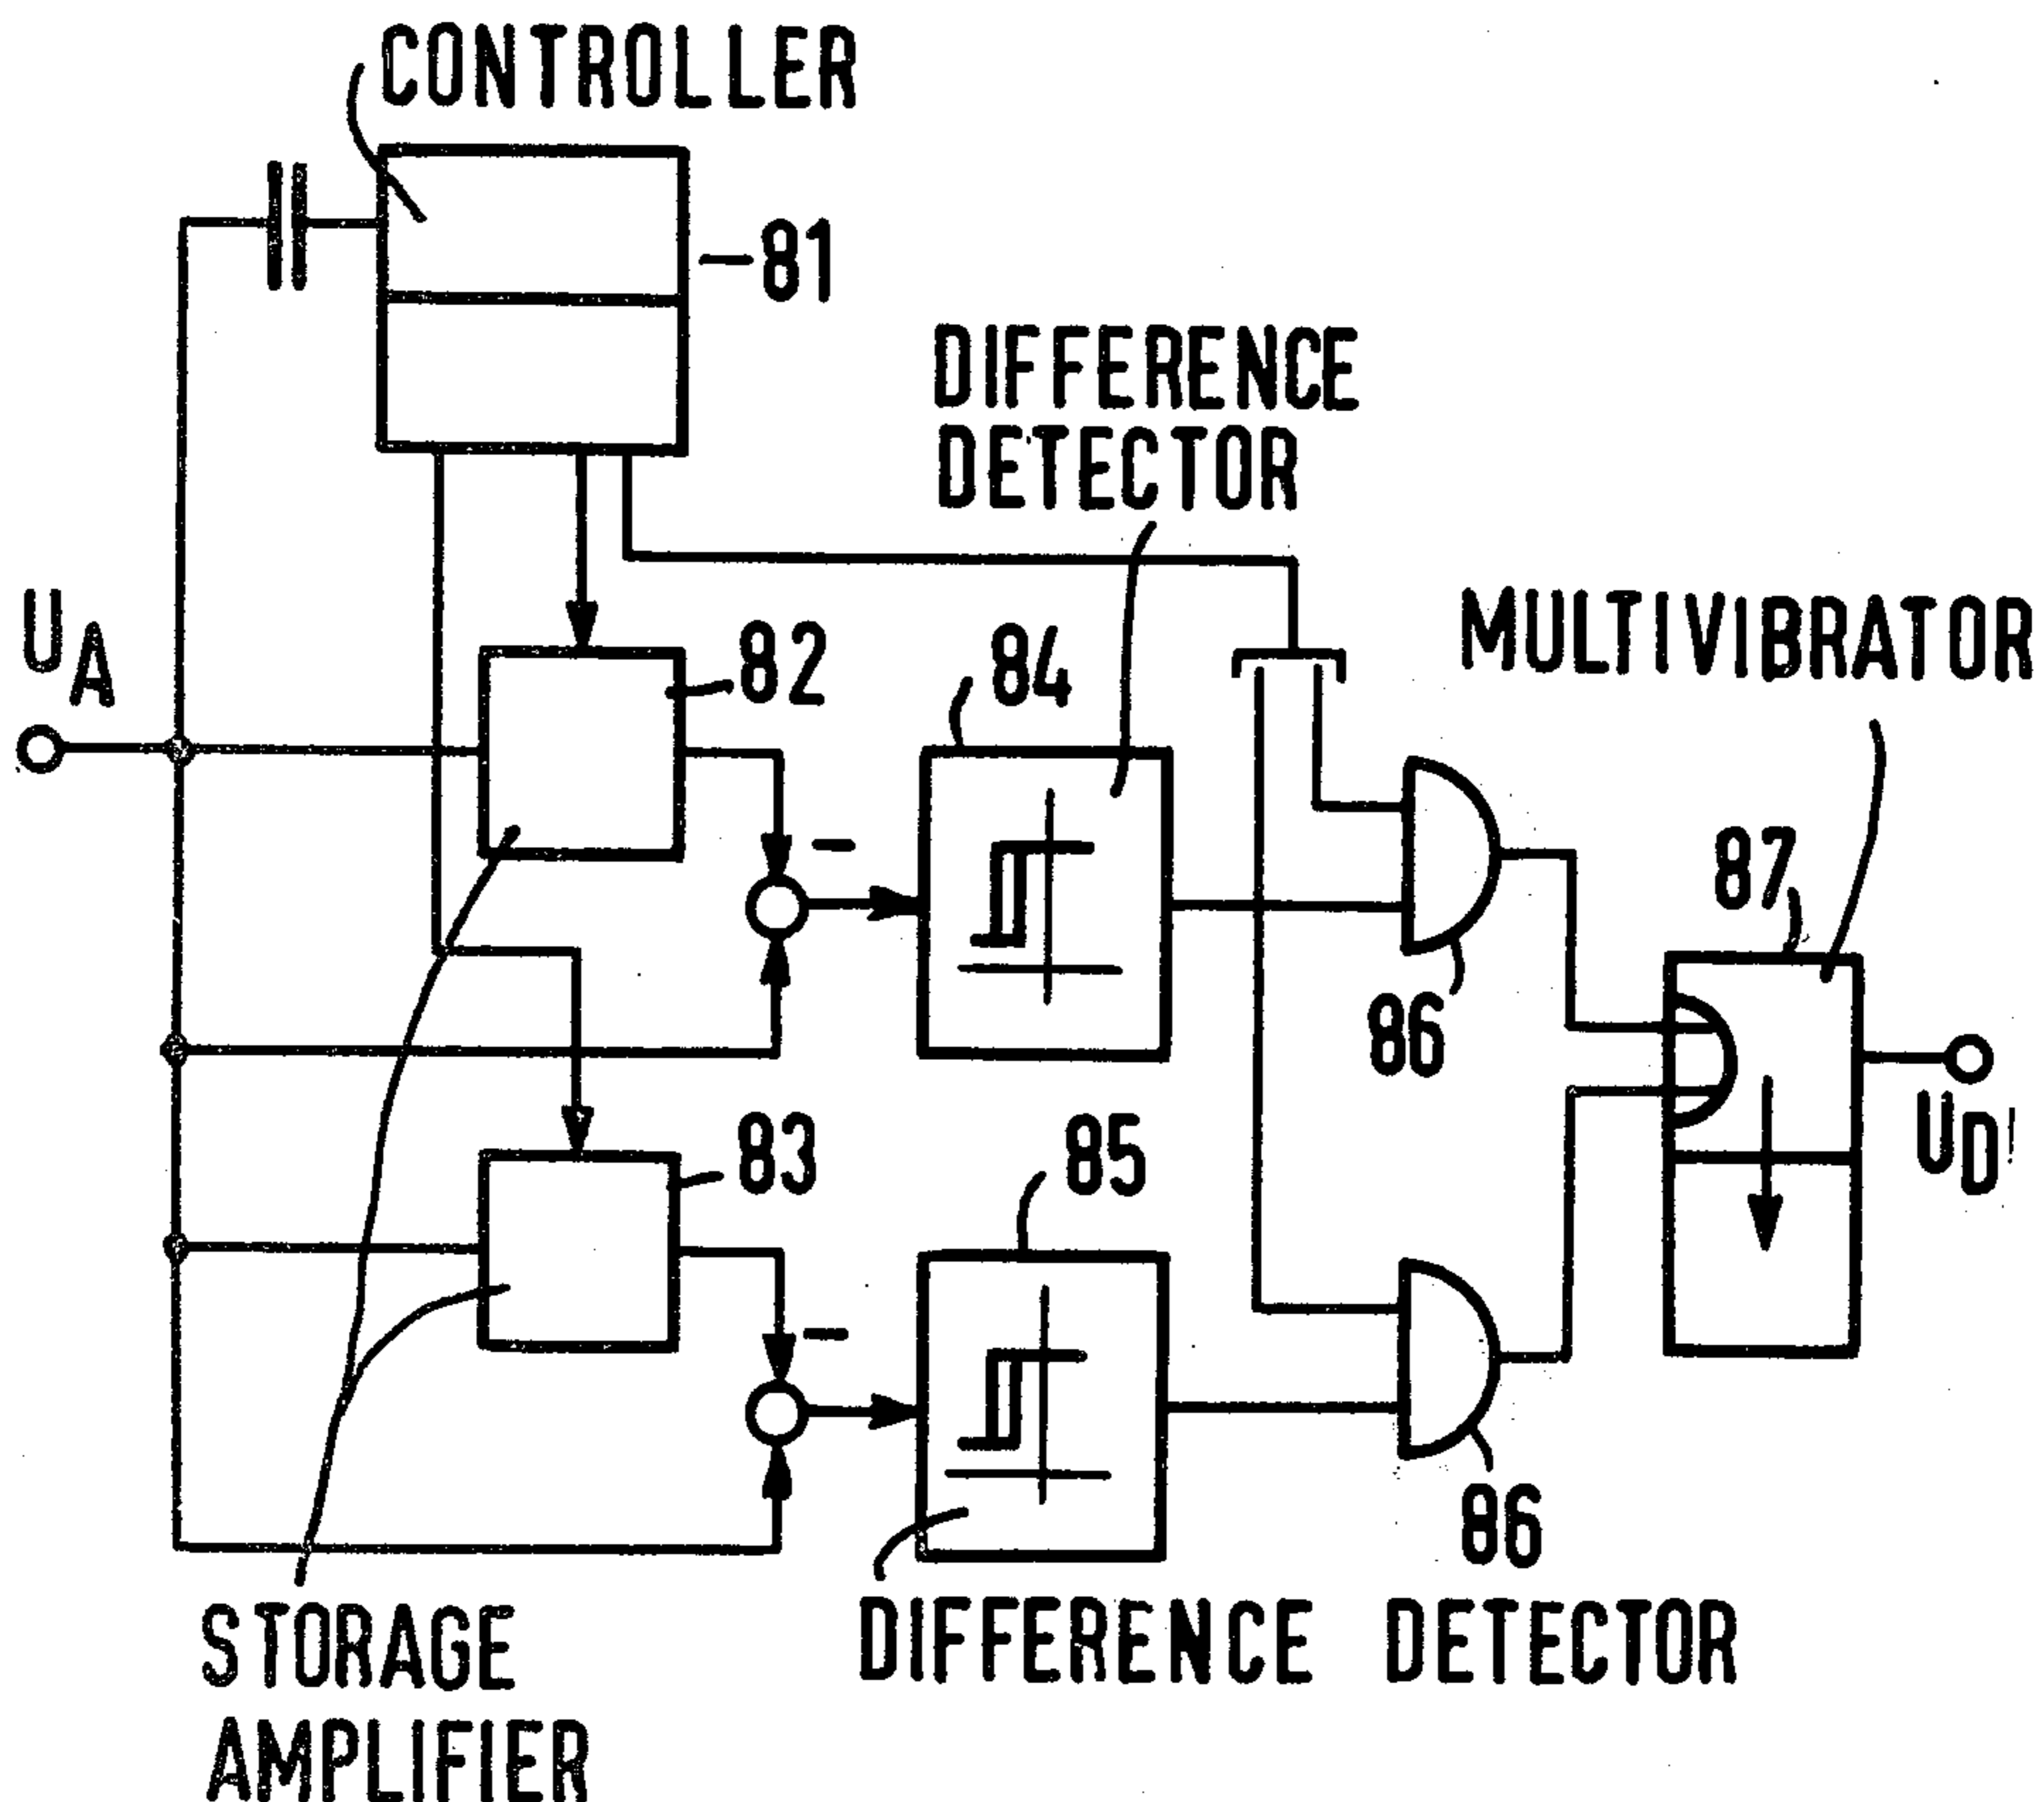 CONTROLLER
81
DIFFERENCE
DETECTOR
MULTIVIBRATOR
UA
82
84
87
86
83
85
UD
86
STORAGE
AMPLIFIER
DIFFERENCE DETECTOR